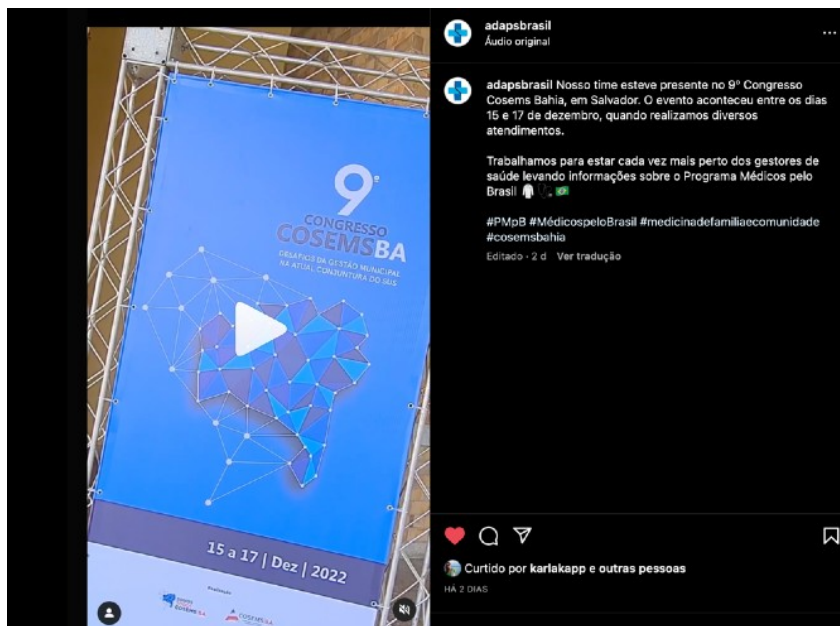 9º
CONGRESSO
COSEMSBA
DESAFIOS DA GESTÃO MUNICIPAL
NA ATUAL CONJUNTURA DO SUS
15 a 17 | Dez | 2022
Realização
COSEMS BA
COSEMS BA
adapsbrasil
Áudio original
adapsbrasil Nosso time esteve presente no 9º Congresso
Cosems Bahia, em Salvador. O evento aconteceu entre os dias
15 e 17 de dezembro, quando realizamos diversos
atendimentos.
Trabalhamos para estar cada vez mais perto dos gestores de
saúde levando informações sobre o Programa Médicos pelo
Brasil 🥼🩺🇧🇷
#PMpB #MédicospeloBrasil #medicinadefamiliaecomunidade
#cosemsbahia
Editado · 2 d Ver tradução
Curtido por karlakapp e outras pessoas
HÁ 2 DIAS